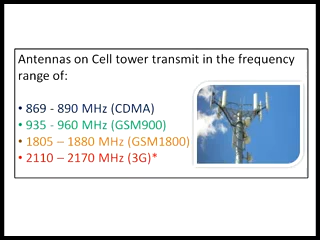 Antennas on Cell tower transmit in the frequency
range of:
• 869 - 890 MHz (CDMA)
• 935 - 960 MHz (GSM900)
• 1805 – 1880 MHz (GSM1800)
• 2110 – 2170 MHz (3G)*